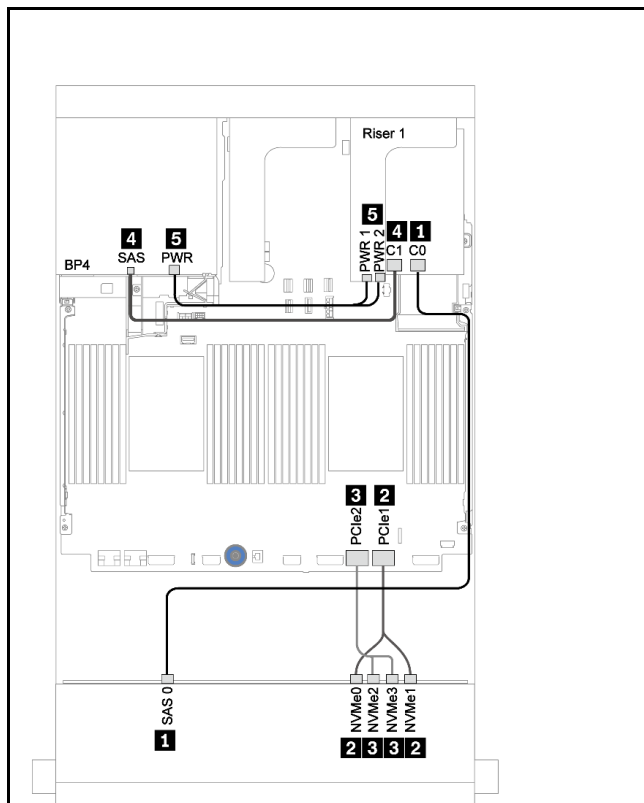 Riser 1
5
4
1
4
5
PWR 1
PWR 2
C1
C0
SAS
PWR
BP4
3
2
PCIe2
PCIe1
SAS 0
NVMe0
NVMe2
NVMe3
NVMe1
1
2
3
3
2